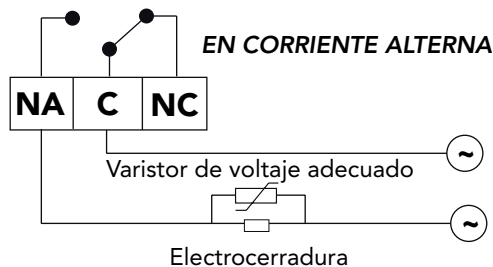 EN CORRIENTE ALTERNA
NA C NC
~
Varistor de voltaje adecuado
~
Electrocerradura